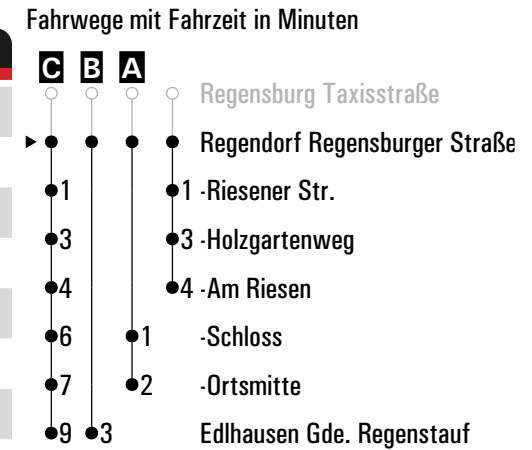 Fahrwege mit Fahrzeit in Minuten
C B A
Regensburg Taxisstraße
Regendorf Regensburger Straße
1 1 -Riesener Str.
3 3 -Holzgartenweg
4 4 -Am Riesen
6 1 -Schloss
7 2 -Ortsmitte
9 3 Edlhausen Gde. Regenstauf